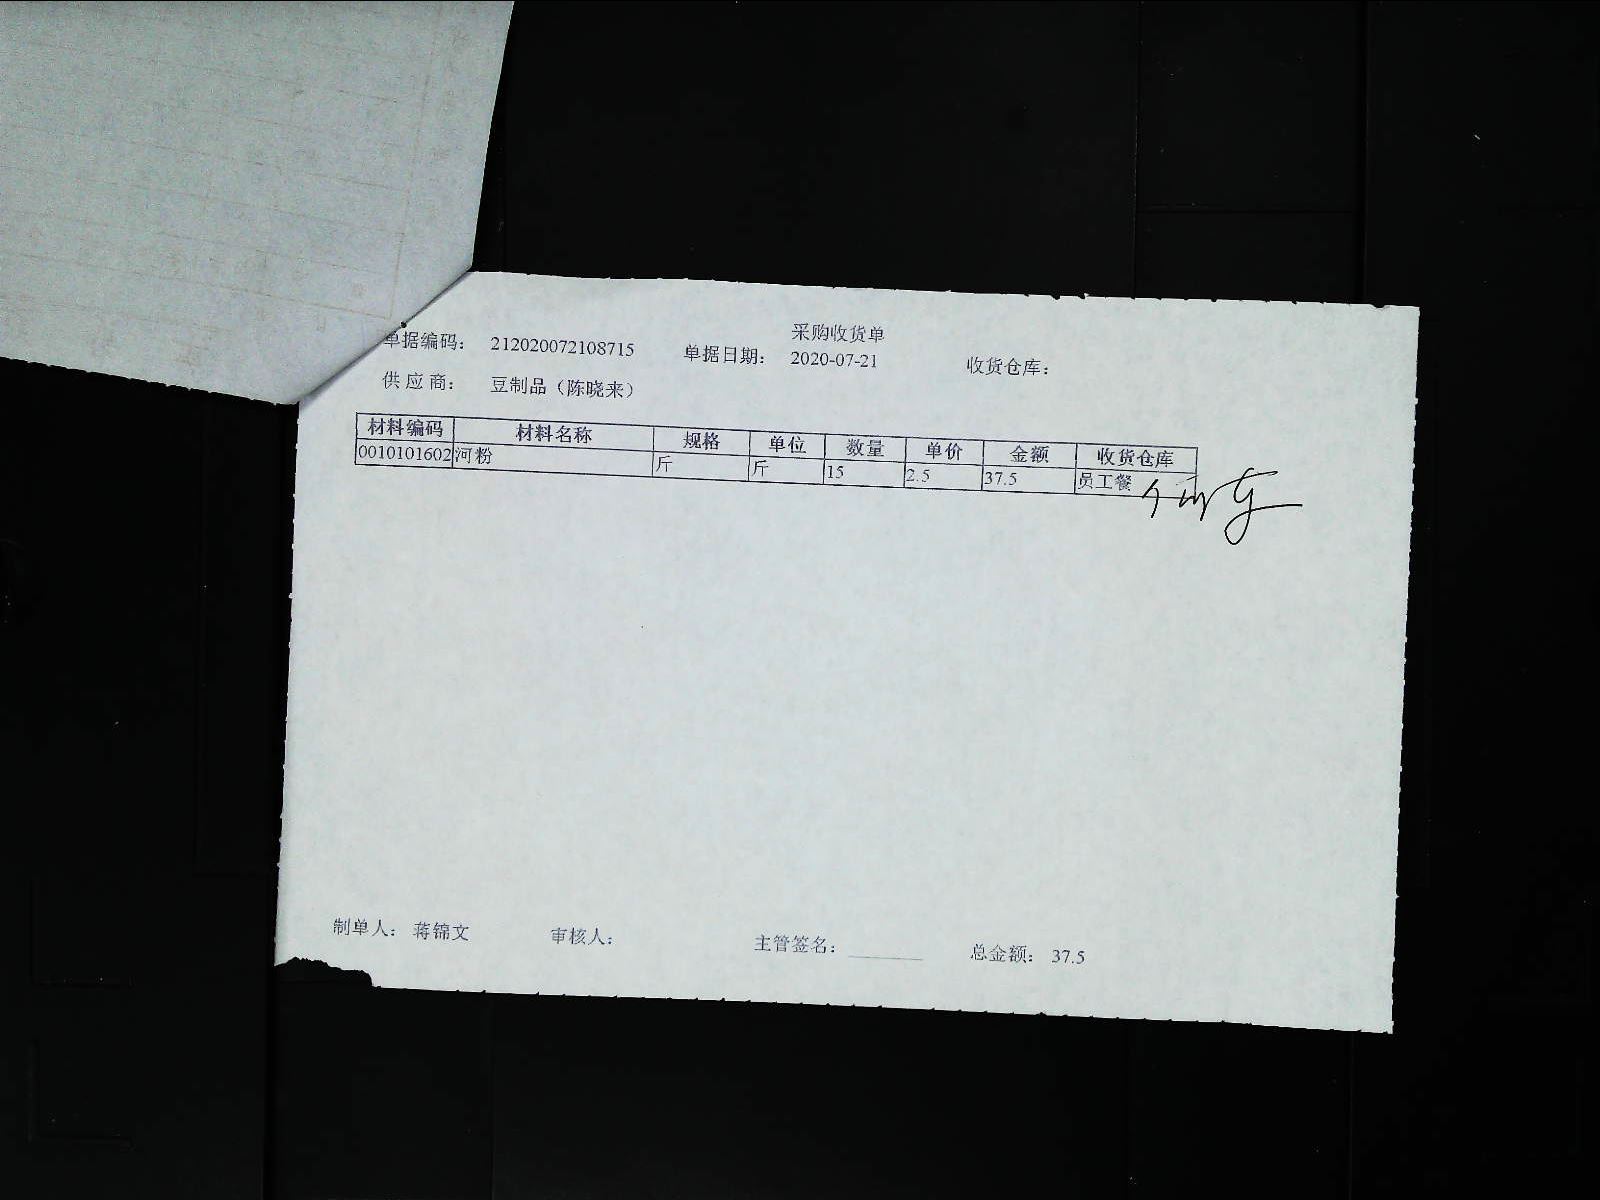 采购收货单
单据编码： 212020072108715 单据日期： 2020-07-21 收货仓库：
供应商： 豆制品（陈晓来）
材料编码 材料名称 规格 单位 数量 单价 金额 收货仓库
0010101602 河粉 斤 斤 15 2.5 37.5 员工餐
制单人： 蒋锦文 审核人： 主管签名： 总金额： 37.5